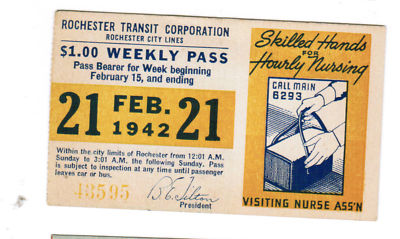 ROCHESTER TRANSIT CORPORATION
ROCHESTER CITY LINES
$1.00 WEEKLY PASS
Pass Bearer for Week beginning
February 15, and ending
21 FEB. 21
1942
Within the city limits of Rochester from 12:01 A.M.
Sunday to 3:01 A.M. the following Sunday. Pass
is subject to inspection at any time until passenger
leaves car or bus.
43595
B.E. Tilton
President
Skilled Hands
FOR
Hourly Nursing
CALL MAIN
6293
VISITING NURSE ASS'N